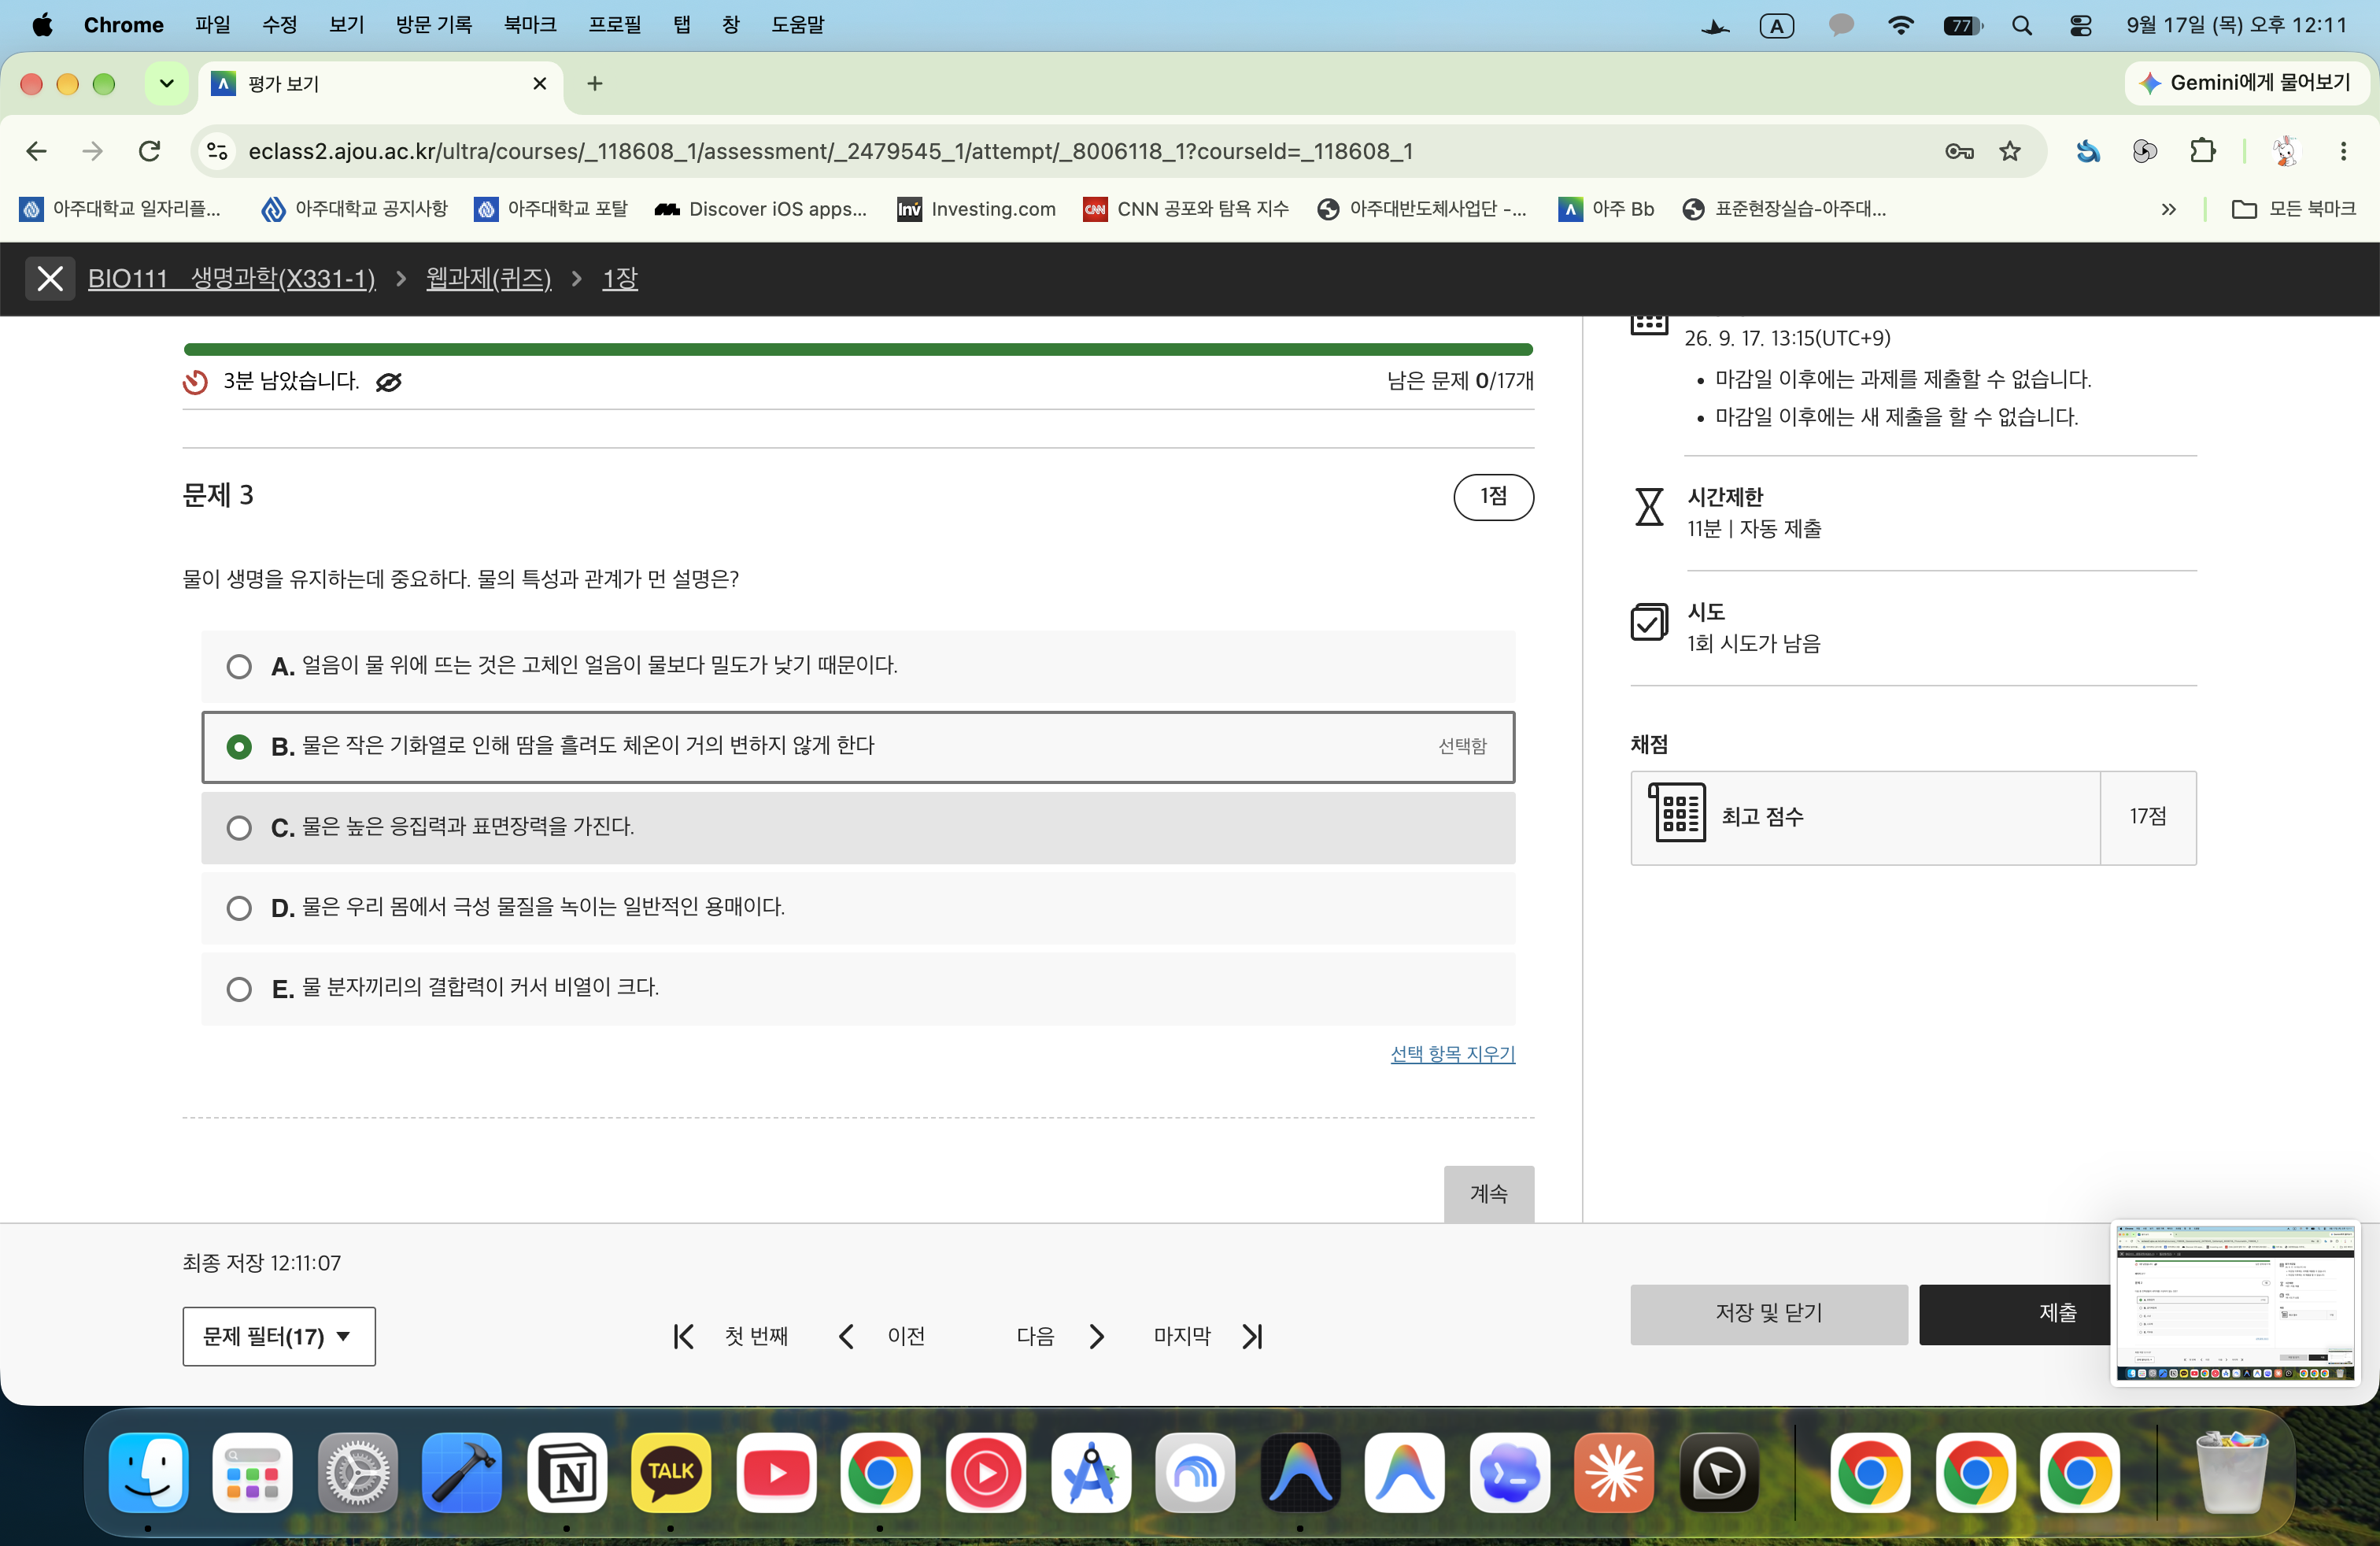 Chrome 파일 수정 보기 방문 기록 북마크 프로필 탭 창 도움말 A 77 9월 17일 (목) 오후 12:11
평가 보기 Gemini에게 물어보기
eclass2.ajou.ac.kr/ultra/courses/_118608_1/assessment/_2479545_1/attempt/_8006118_1?courseId=_118608_1
아주대학교 일자리플... 아주대학교 공지사항 아주대학교 포탈 Discover iOS apps... Inv Investing.com CNN CNN 공포와 탐욕 지수 아주대반도체사업단 -... 아주 Bb 표준현장실습-아주대... 모든 북마크
BIO111 생명과학(X331-1) 웹과제(퀴즈) 1장
3분 남았습니다. 남은 문제 0/17개
문제 3 1점
물이 생명을 유지하는데 중요하다. 물의 특성과 관계가 먼 설명은?
A. 얼음이 물 위에 뜨는 것은 고체인 얼음이 물보다 밀도가 낮기 때문이다.
B. 물은 작은 기화열로 인해 땀을 흘려도 체온이 거의 변하지 않게 한다 선택함
C. 물은 높은 응집력과 표면장력을 가진다.
D. 물은 우리 몸에서 극성 물질을 녹이는 일반적인 용매이다.
E. 물 분자끼리의 결합력이 커서 비열이 크다.
선택 항목 지우기
계속
26. 9. 17. 13:15(UTC+9)
마감일 이후에는 과제를 제출할 수 없습니다.
마감일 이후에는 새 제출을 할 수 없습니다.
시간제한
11분 | 자동 제출
시도
1회 시도가 남음
채점
최고 점수 17점
최종 저장 12:11:07
문제 필터(17) 첫 번째 이전 다음 마지막 저장 및 닫기 제출
TALK